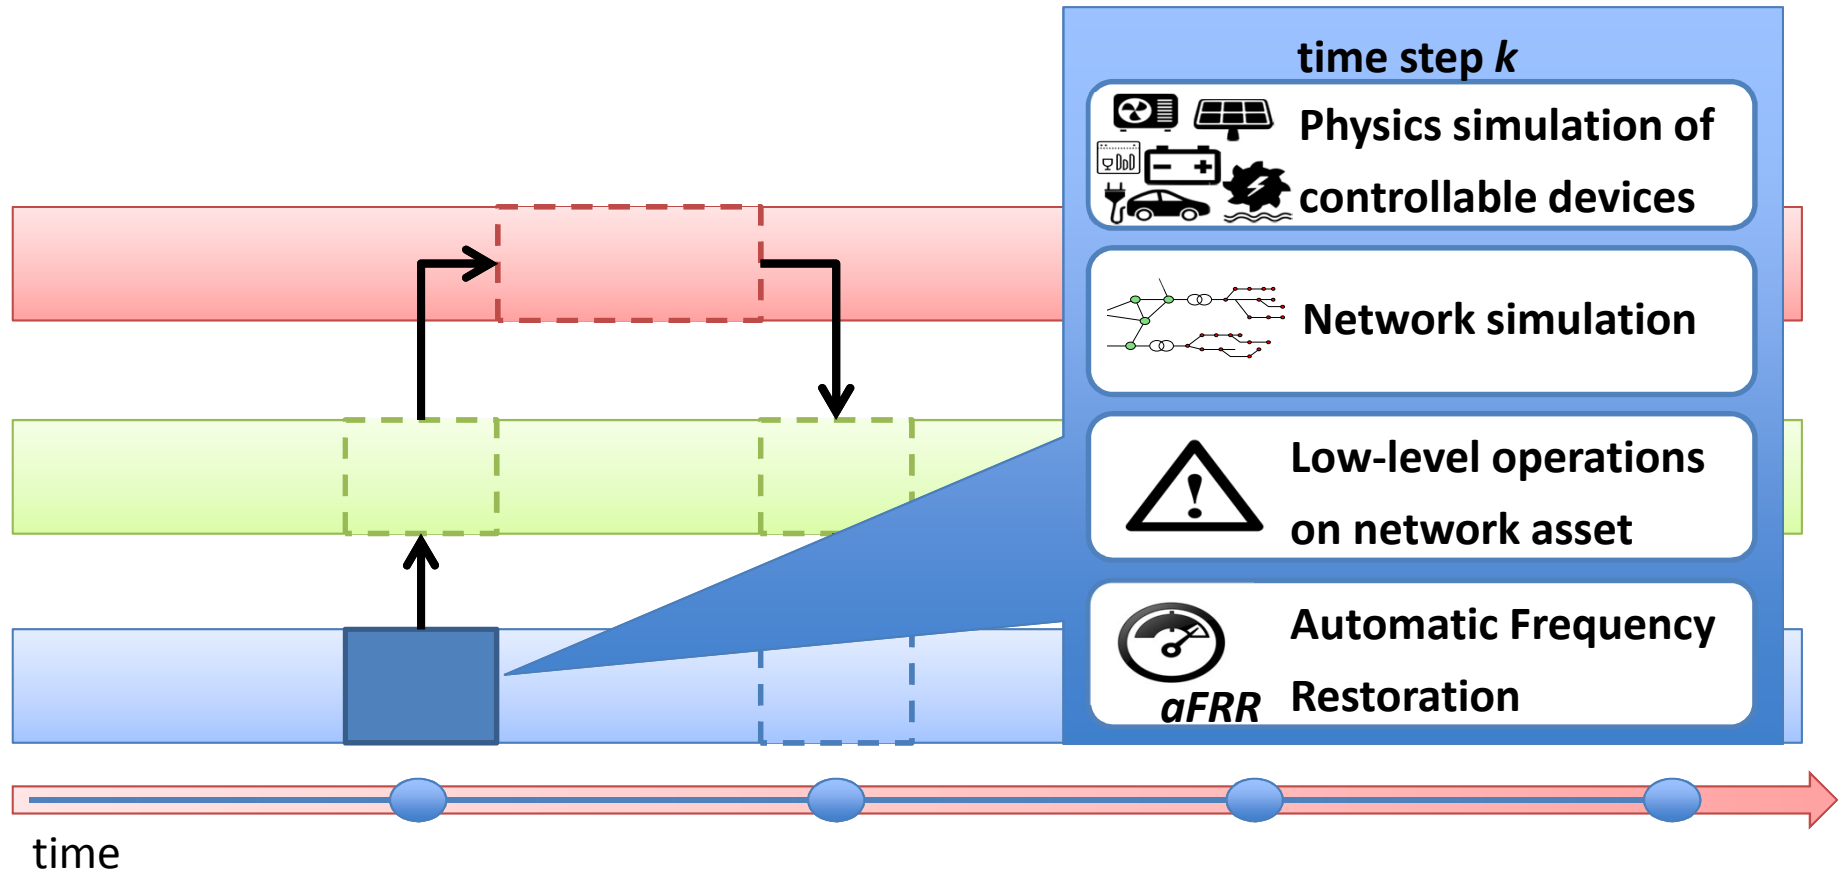 time step k
Physics simulation of
controllable devices
Network simulation
Low-level operations
on network asset
Automatic Frequency
Restoration
aFRR
time